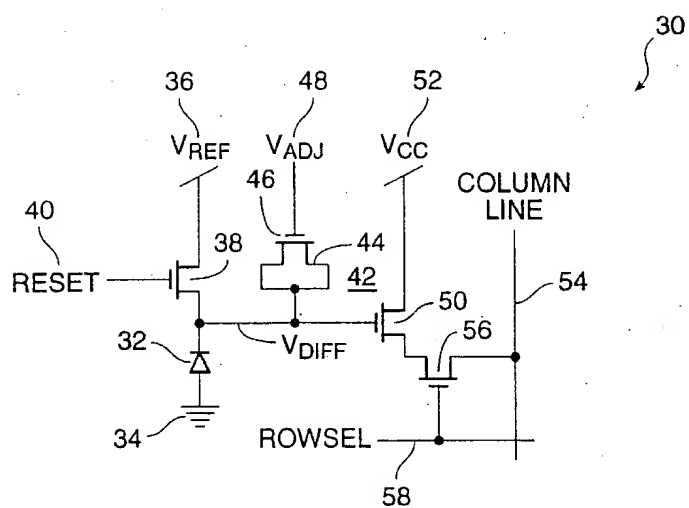 30
36
48
52
VREF
VADJ
VCC
COLUMN
LINE
46
40
44
RESET
38
42
54
50
32
56
VDIFF
34
ROWSEL
58